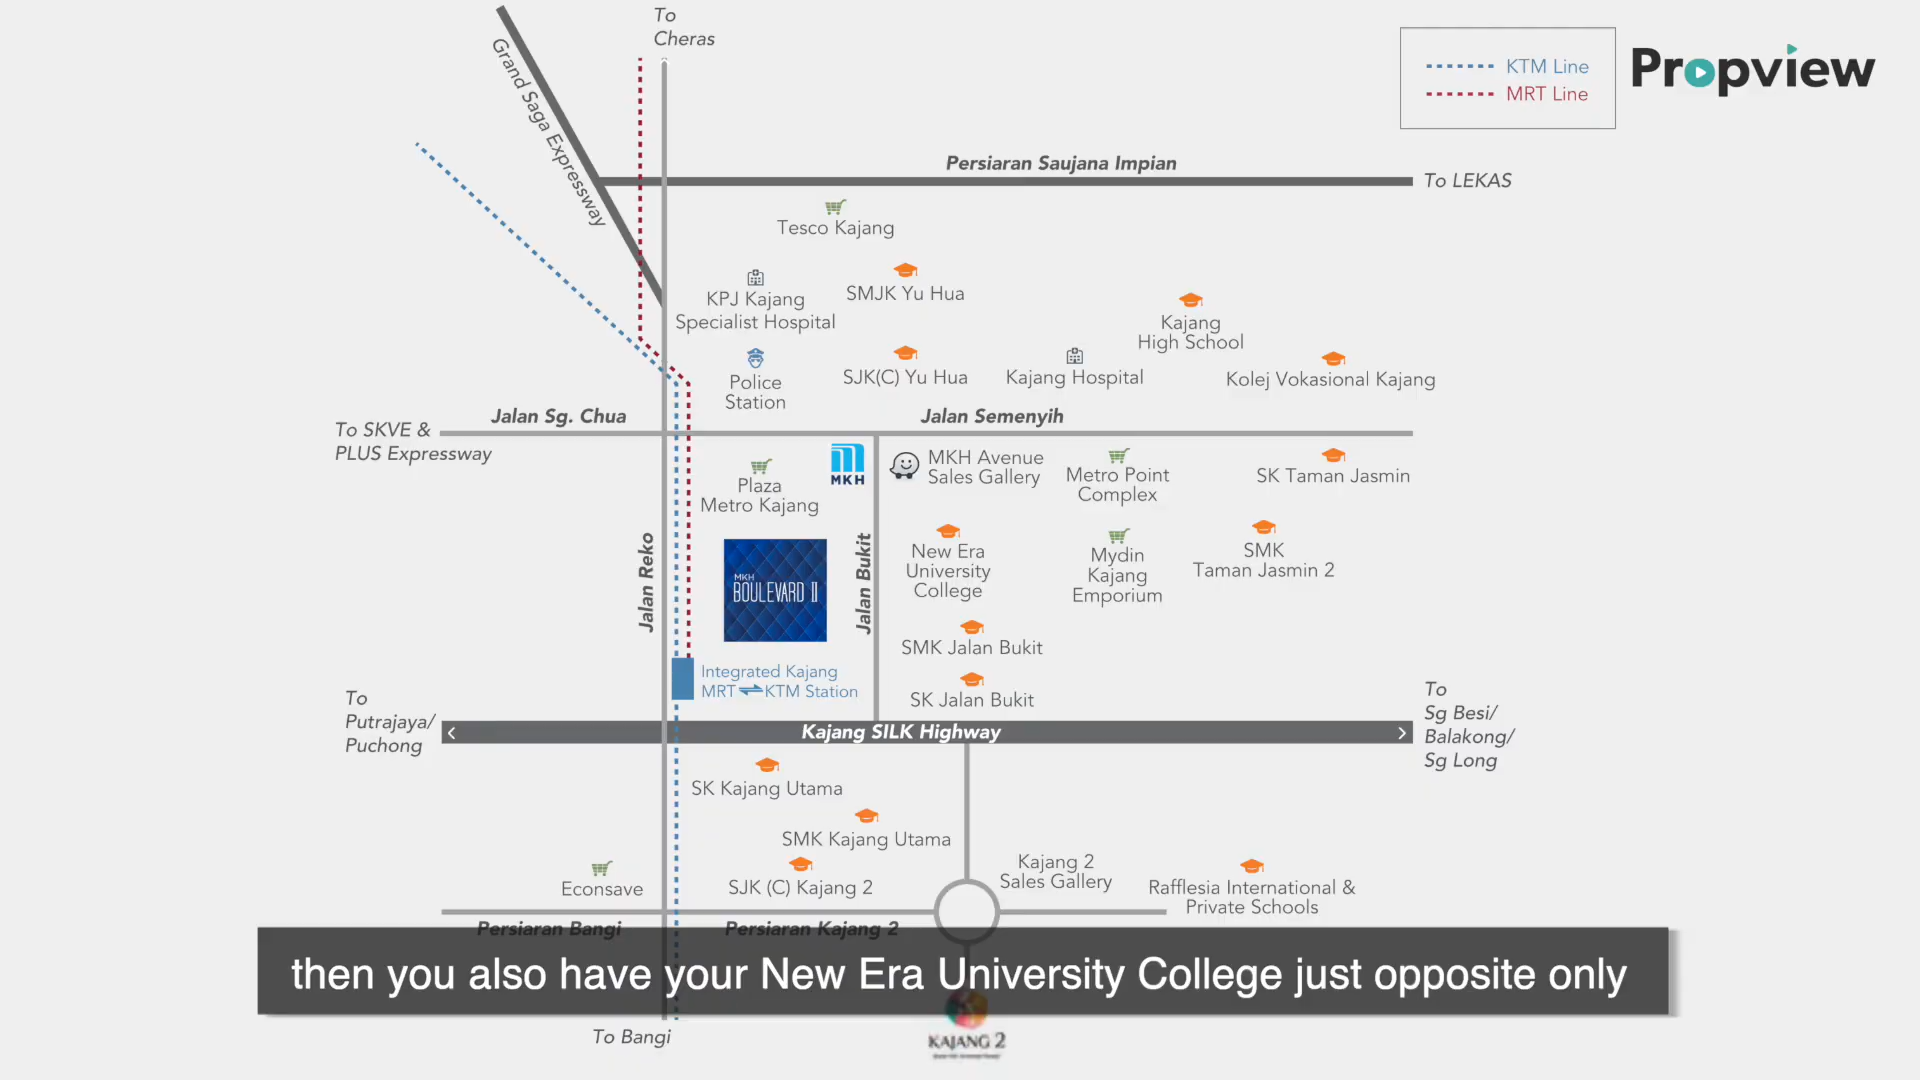 To
Cheras
KTM Line
MRT Line
Propview
Grand Saga Expressway
Persiaran Saujana Impian
To LEKAS
Tesco Kajang
KPJ Kajang
Specialist Hospital
SMJK Yu Hua
Kajang
High School
Police
Station
SJK(C) Yu Hua
Kajang Hospital
Kolej Vokasional Kajang
To SKVE &
PLUS Expressway
Jalan Sg. Chua
Jalan Semenyih
Plaza
Metro Kajang
MKH
MKH Avenue
Sales Gallery
Metro Point
Complex
SK Taman Jasmin
Jalan Reko
MKH
BOULEVARD II
Jalan Bukit
New Era
University
College
Mydin
Kajang
Emporium
SMK
Taman Jasmin 2
SMK Jalan Bukit
Integrated Kajang
MRT ⇌ KTM Station
SK Jalan Bukit
To
Putrajaya/
Puchong
Kajang SILK Highway
To
Sg Besi/
Balakong/
Sg Long
SK Kajang Utama
SMK Kajang Utama
Econsave
SJK (C) Kajang 2
Kajang 2
Sales Gallery
Rafflesia International &
Private Schools
Persiaran Bangi
Persiaran Kajang 2
then you also have your New Era University College just opposite only
To Bangi
KAJANG 2